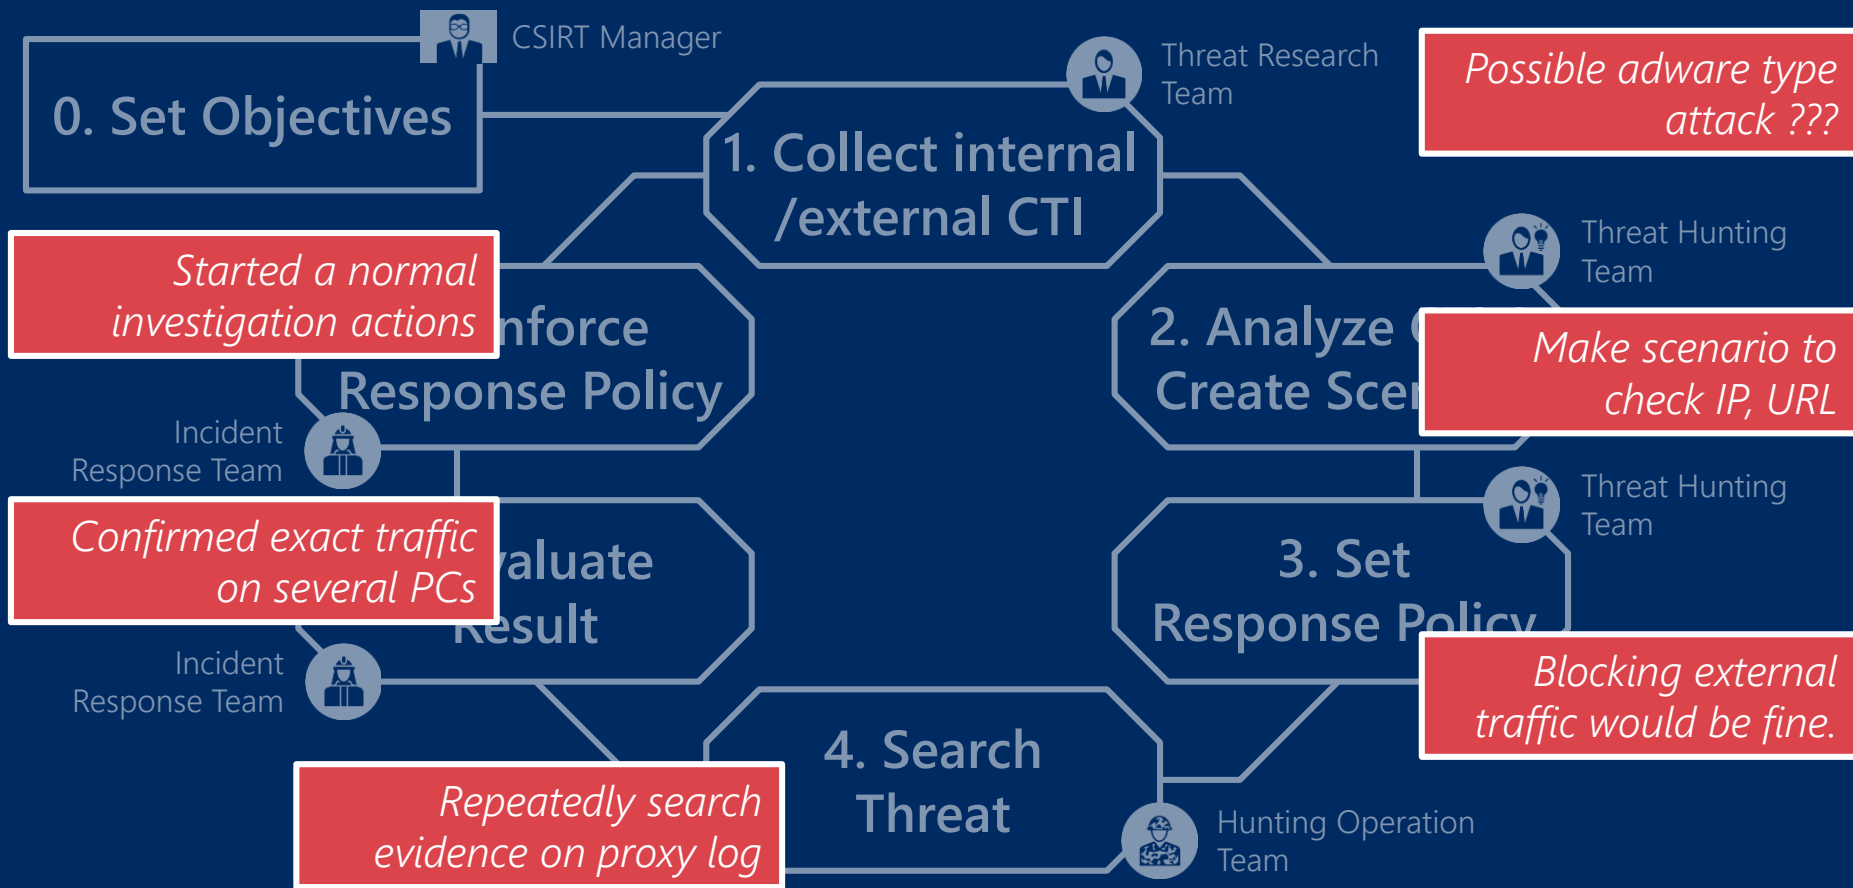 CSIRT Manager
0. Set Objectives
Threat Research
Team
1. Collect internal
/external CTI
Possible adware type
attack ???
Threat Hunting
Team
2. Analyze
Create
Make scenario to
check IP, URL
Threat Hunting
Team
3. Set
Response Policy
Blocking external
traffic would be fine.
4. Search
Threat
Hunting Operation
Team
Repeatedly search
evidence on proxy log
Result
Incident
Response Team
Confirmed exact traffic
on several PCs
Response Policy
Incident
Response Team
Started a normal
investigation actions